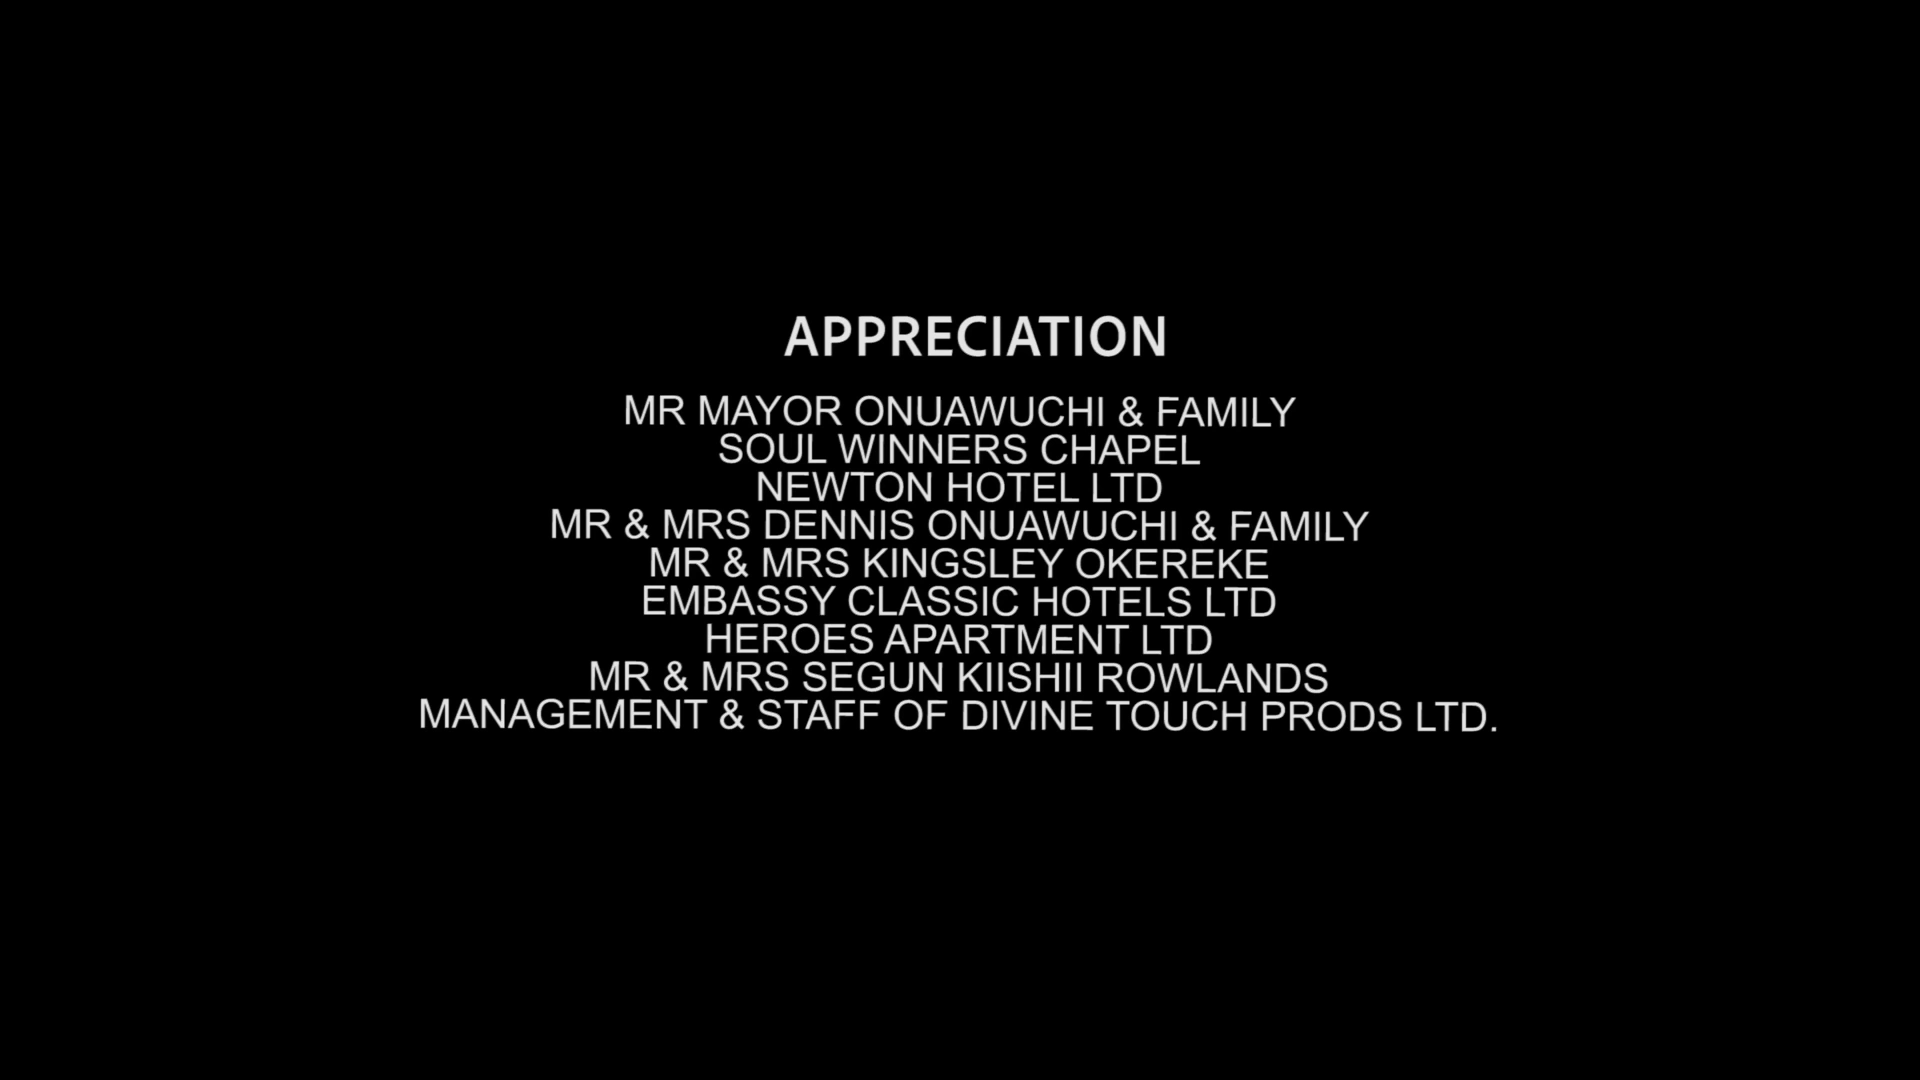 APPRECIATION
MR MAYOR ONUAWUCHI & FAMILY
SOUL WINNERS CHAPEL
NEWTON HOTEL LTD
MR & MRS DENNIS ONUAWUCHI & FAMILY
MR & MRS KINGSLEY OKEREKE
EMBASSY CLASSIC HOTELS LTD
HEROES APARTMENT LTD
MR & MRS SEGUN KIISHII ROWLANDS
MANAGEMENT & STAFF OF DIVINE TOUCH PRODS LTD.